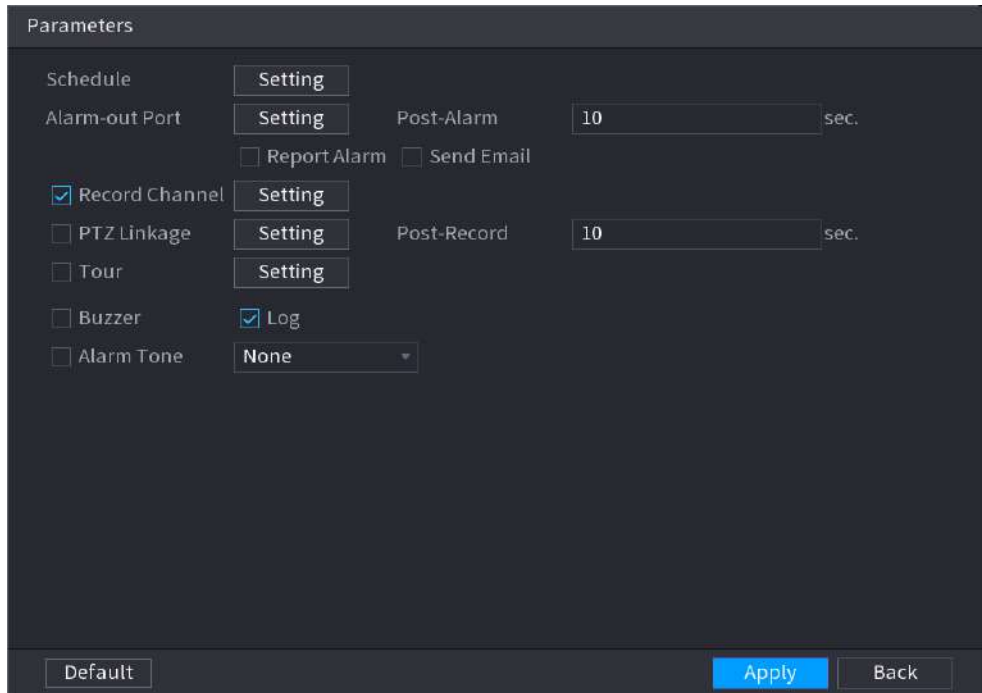 Parameters
Schedule Setting
Alarm-out Port Setting Post-Alarm 10 sec.
Report Alarm Send Email
Record Channel Setting
PTZ Linkage Setting Post-Record 10 sec.
Tour Setting
Buzzer Log
Alarm Tone None
Default Apply Back